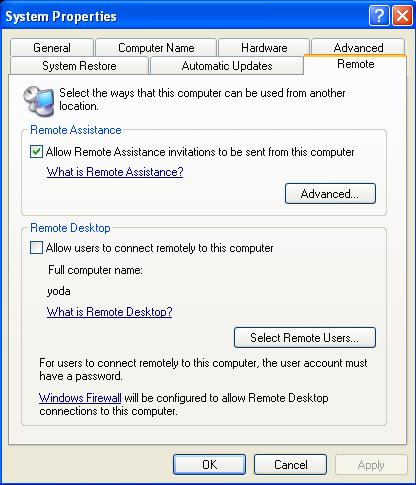 System Properties
General
Computer Name
Hardware
Advanced
System Restore
Automatic Updates
Remote
Select the ways that this computer can be used from another
location.
Remote Assistance
Allow Remote Assistance invitations to be sent from this computer
What is Remote Assistance?
Advanced...
Remote Desktop
Allow users to connect remotely to this computer
Full computer name:
yoda
What is Remote Desktop?
Select Remote Users...
For users to connect remotely to this computer, the user account must
have a password.
Windows Firewall will be configured to allow Remote Desktop
connections to this computer.
OK
Cancel
Apply